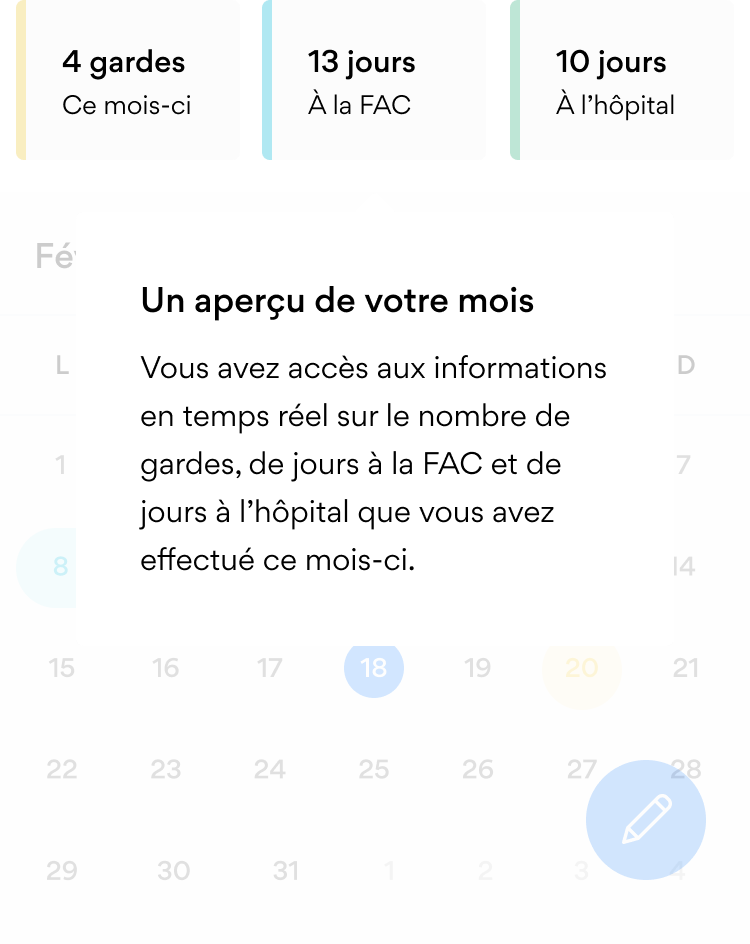 4 gardes 13 jours 10 jours
Ce mois-ci À la FAC À l’hôpital
Un aperçu de votre mois
L D
Vous avez accès aux informations
en temps réel sur le nombre de
1 gardes, de jours à la FAC et de 7
jours à l’hôpital que vous avez
8 effectué ce mois-ci. 14
15 16 17 18 19 20 21
22 23 24 25 26 27 28
29 30 31 1 2 3 4